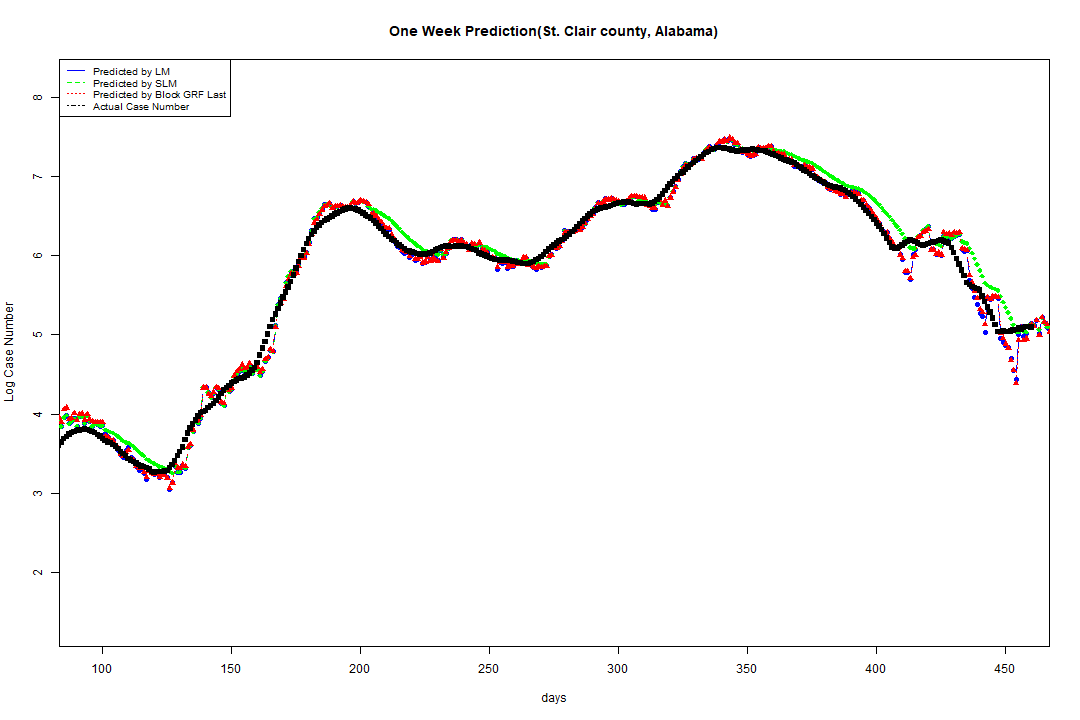 One Week Prediction(St. Clair county, Alabama)
Predicted by LM
Predicted by SLM
Predicted by Block GRF Last
Actual Case Number
8
7
6
5
4
3
2
Log Case Number
100 150 200 250 300 350 400 450
days